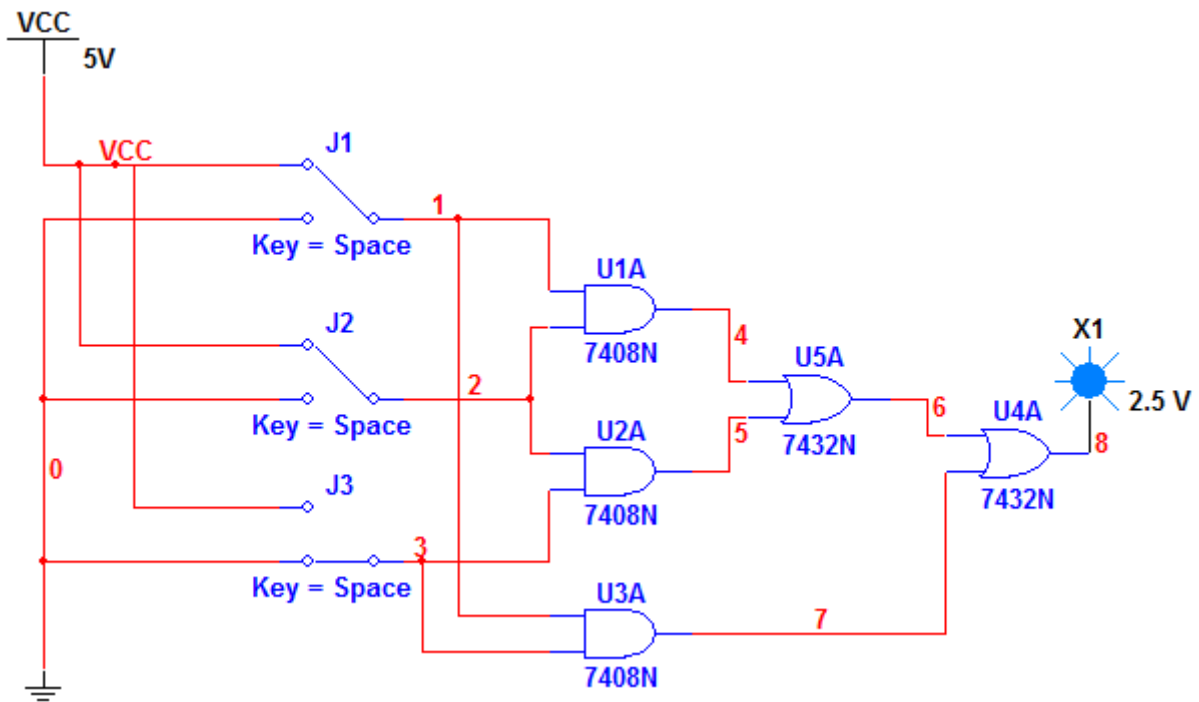 VCC
5V
VCC
J1
1
Key = Space
U1A
J2
4
X1
7408N
U5A
2
6
2.5 V
Key = Space
U2A
5
7432N
U4A
8
0
J3
7408N
7432N
3
Key = Space
U3A
7
7408N